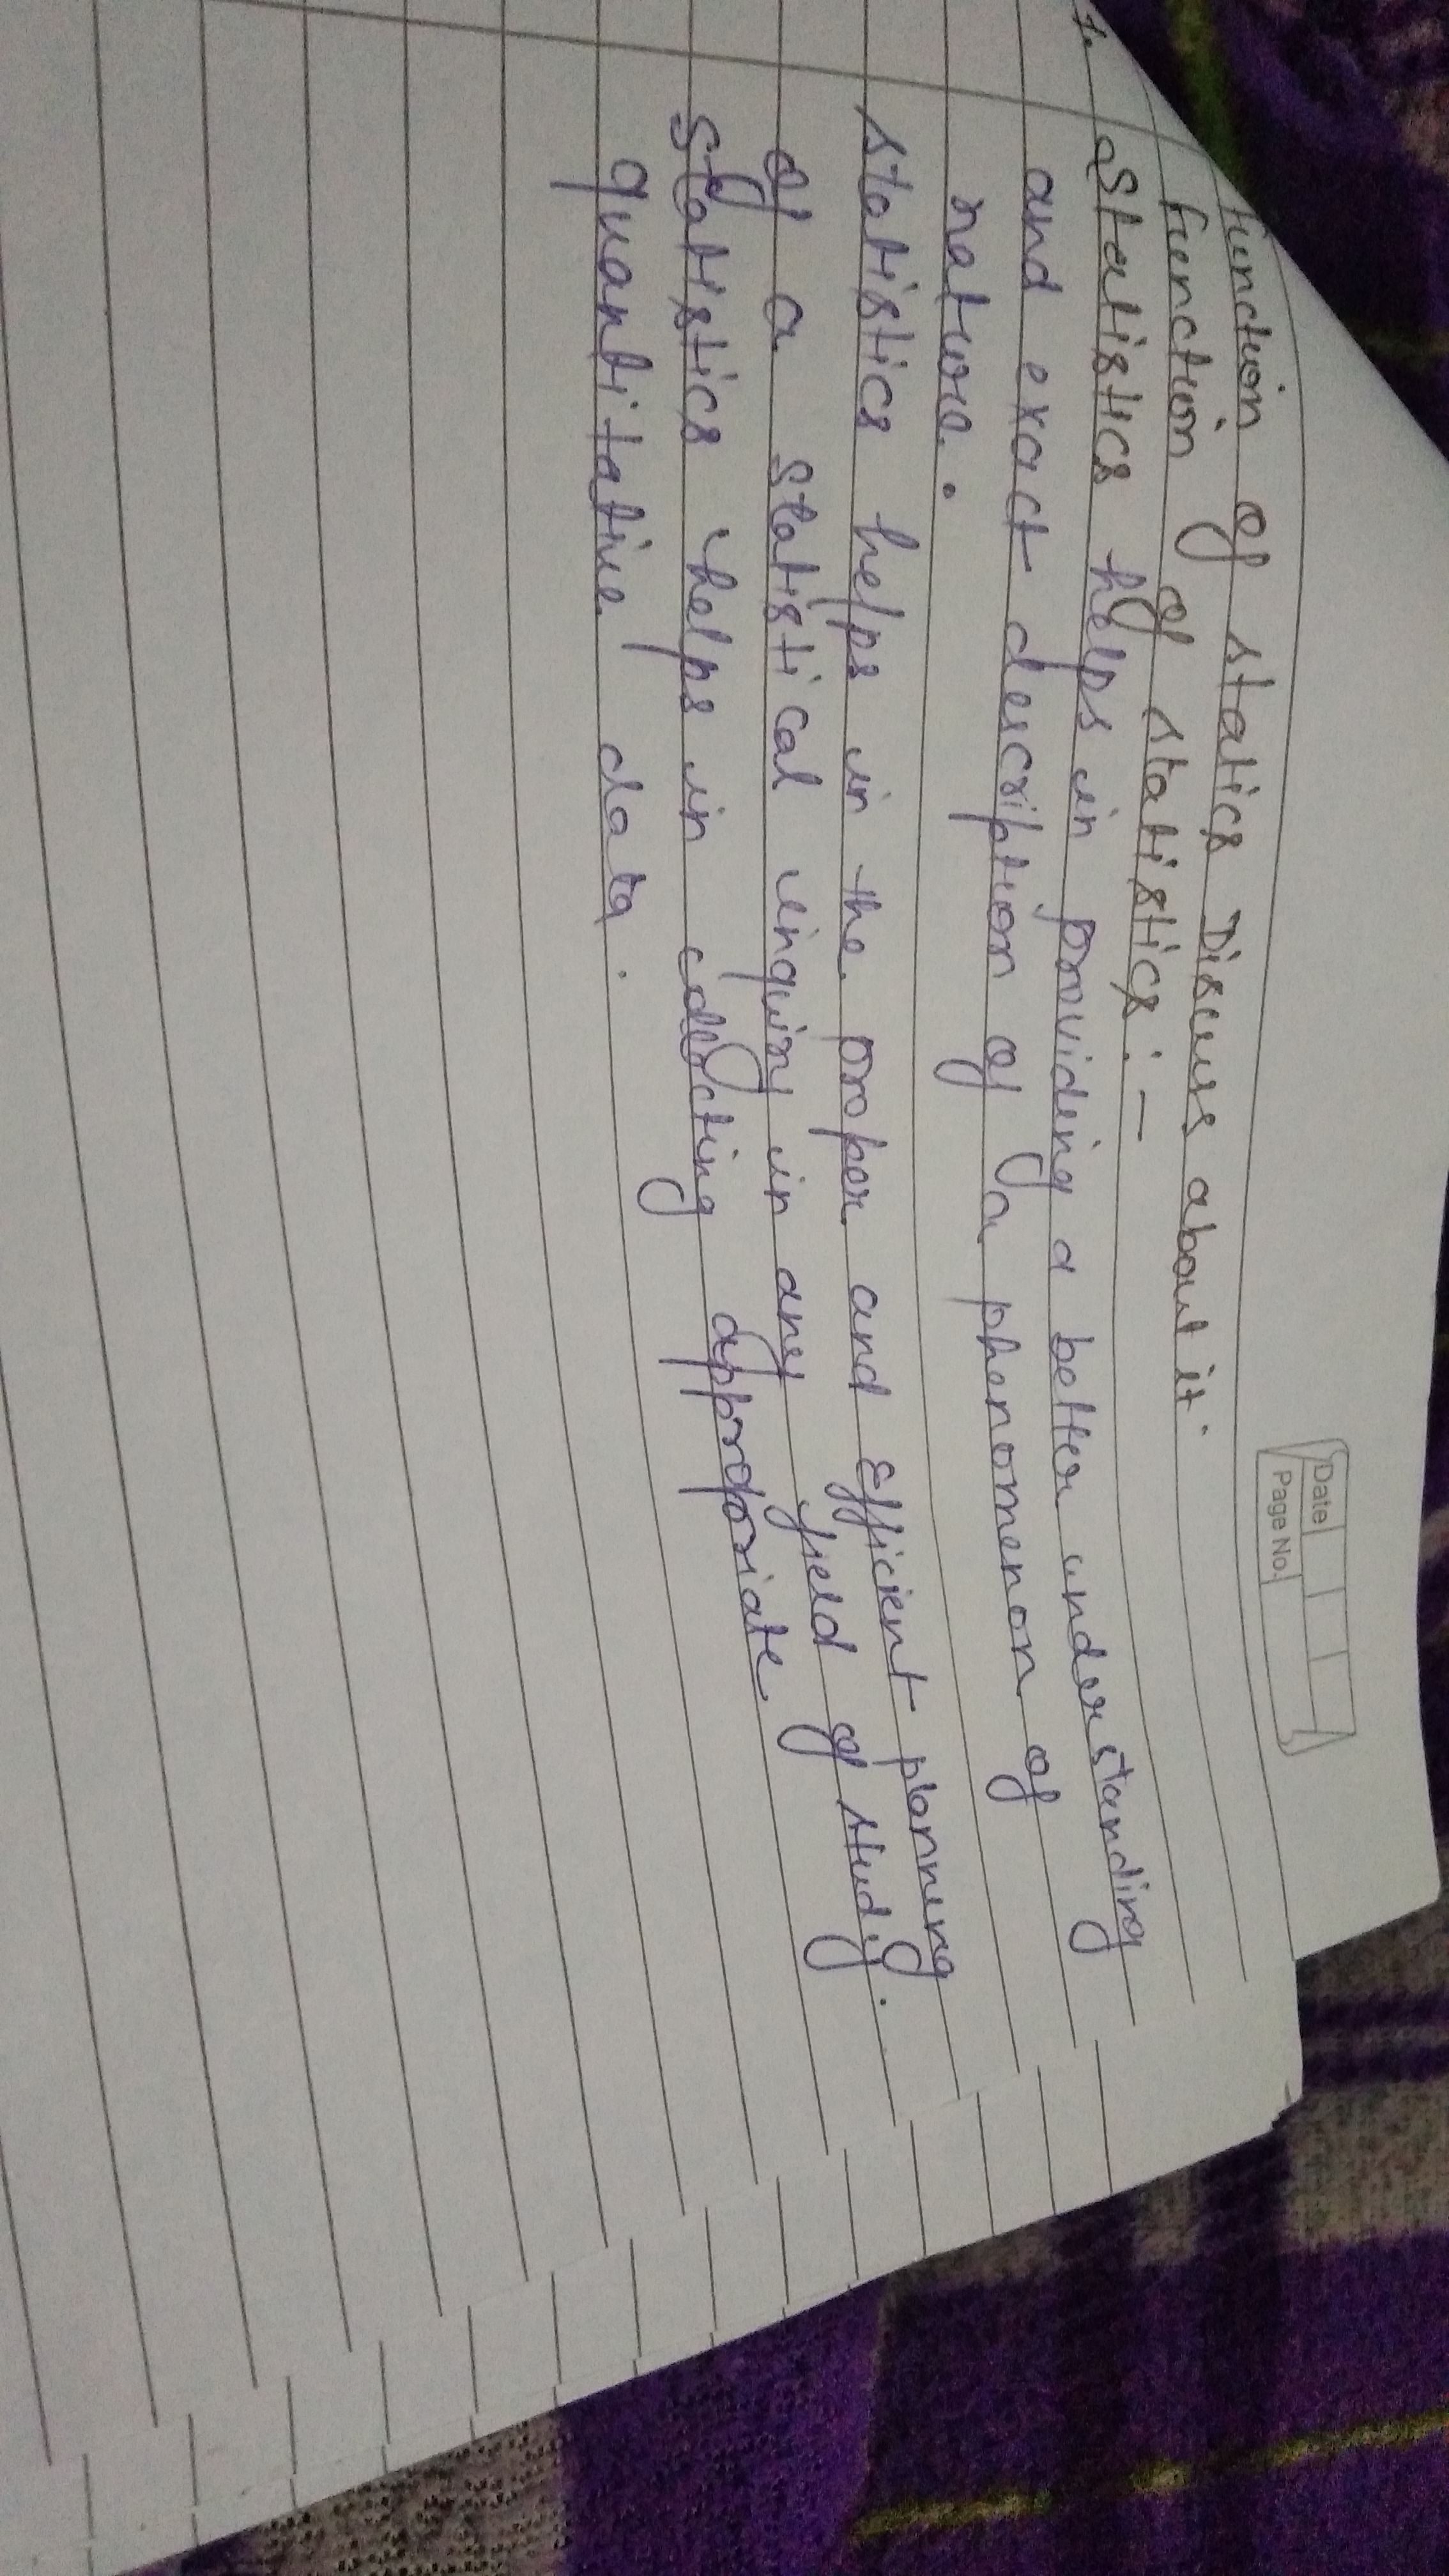 Date
Page No.
Function of statics Discuss about it.
function of statistics :-
1. Statistics helps in providing a better understanding
and exact description of a phenomenon of
nature.
statistics helps in the proper and efficient planning
of a statistical inquiry in any field of study.
Statistics helps in collecting appropriate
quantitative data.